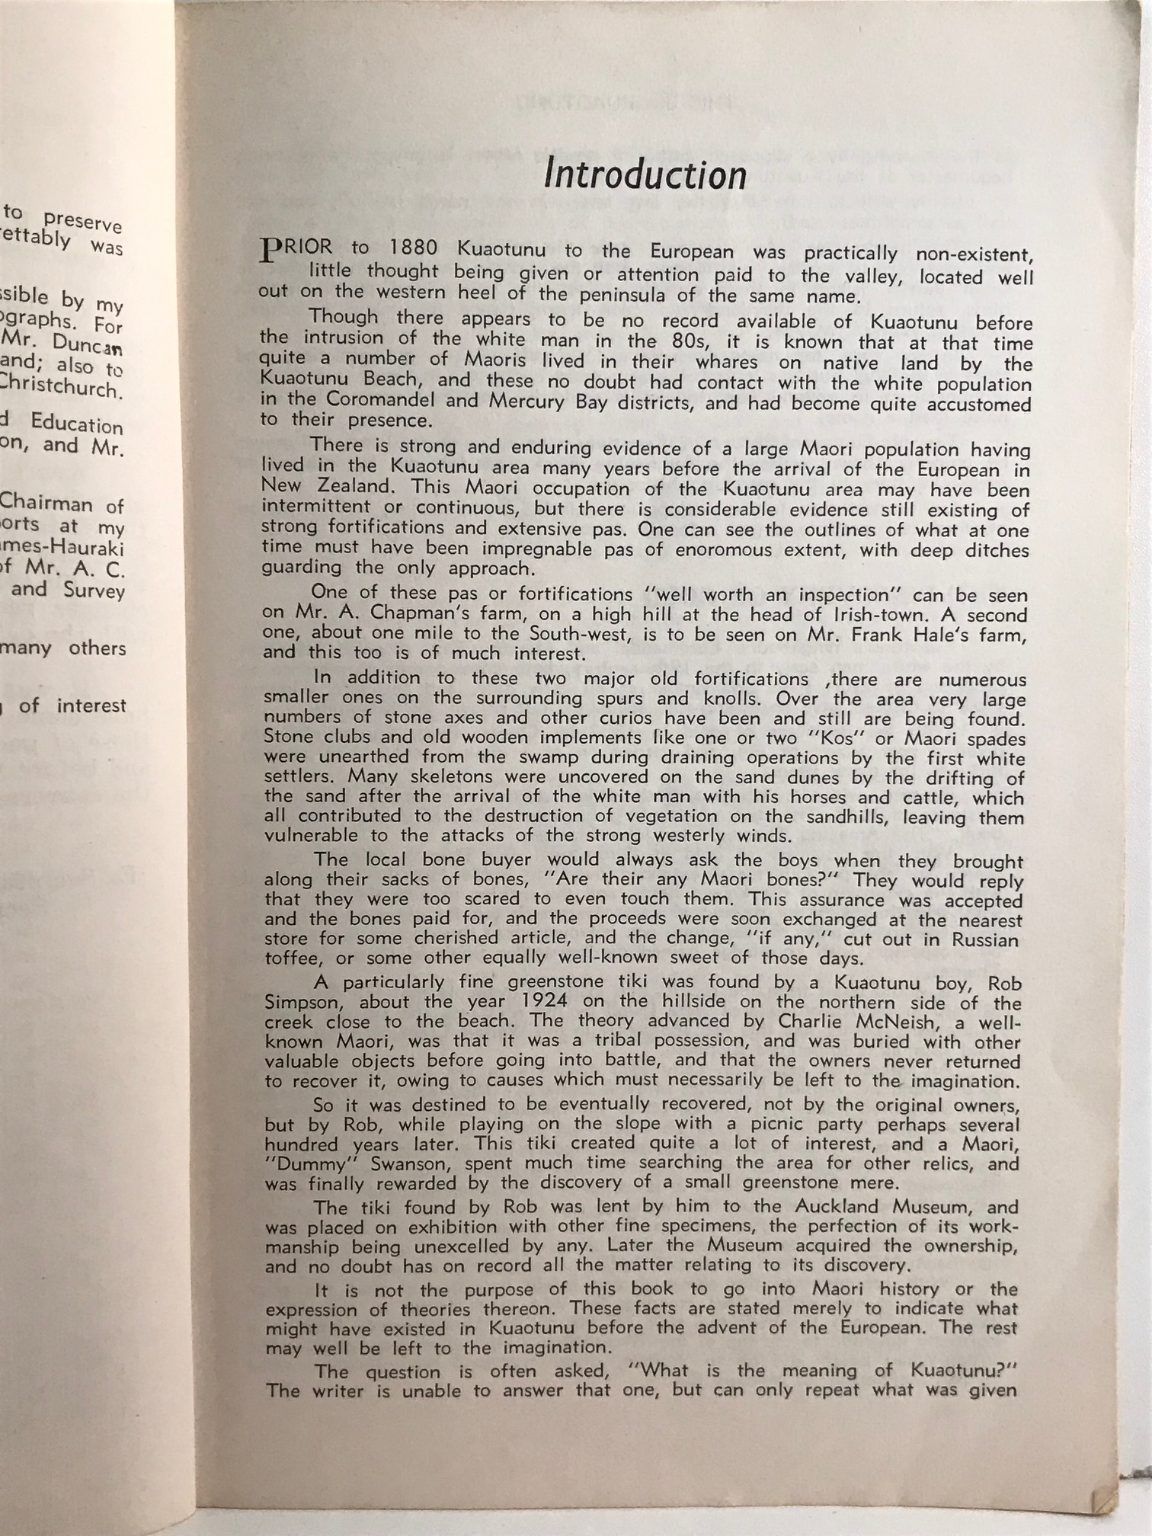 to preserve
ettably was
ssible by my
ographs. For
Mr. Duncan
and; also to
Christchurch.
d Education
on, and Mr.
Chairman of
orts at my
ames-Hauraki
of Mr. A. C.
and Survey
many others
of interest
Introduction
PRIOR to 1880 Kuaotunu to the European was practically non-existent,
little thought being given or attention paid to the valley, located well
out on the western heel of the peninsula of the same name.
Though there appears to be no record available of Kuaotunu before
the intrusion of the white man in the 80s, it is known that at that time
quite a number of Maoris lived in their whares on native land by the
Kuaotunu Beach, and these no doubt had contact with the white population
in the Coromandel and Mercury Bay districts, and had become quite accustomed
to their presence.
There is strong and enduring evidence of a large Maori population having
lived in the Kuaotunu area many years before the arrival of the European in
New Zealand. This Maori occupation of the Kuaotunu area may have been
intermittent or continuous, but there is considerable evidence still existing of
strong fortifications and extensive pas. One can see the outlines of what at one
time must have been impregnable pas of enoromous extent, with deep ditches
guarding the only approach.
One of these pas or fortifications "well worth an inspection" can be seen
on Mr. A. Chapman's farm, on a high hill at the head of Irish-town. A second
one, about one mile to the South-west, is to be seen on Mr. Frank Hale's farm,
and this too is of much interest.
In addition to these two major old fortifications ,there are numerous
smaller ones on the surrounding spurs and knolls. Over the area very large
numbers of stone axes and other curios have been and still are being found.
Stone clubs and old wooden implements like one or two "Kos" or Maori spades
were unearthed from the swamp during draining operations by the first white
settlers. Many skeletons were uncovered on the sand dunes by the drifting of
the sand after the arrival of the white man with his horses and cattle, which
all contributed to the destruction of vegetation on the sandhills, leaving them
vulnerable to the attacks of the strong westerly winds.
The local bone buyer would always ask the boys when they brought
along their sacks of bones, "Are their any Maori bones?" They would reply
that they were too scared to even touch them. This assurance was accepted
and the bones paid for, and the proceeds were soon exchanged at the nearest
store for some cherished article, and the change, "if any," cut out in Russian
toffee, or some other equally well-known sweet of those days.
A particularly fine greenstone tiki was found by a Kuaotunu boy, Rob
Simpson, about the year 1924 on the hillside on the northern side of the
creek close to the beach. The theory advanced by Charlie McNeish, a well-
known Maori, was that it was a tribal possession, and was buried with other
valuable objects before going into battle, and that the owners never returned
to recover it, owing to causes which must necessarily be left to the imagination.
So it was destined to be eventually recovered, not by the original owners,
but by Rob, while playing on the slope with a picnic party perhaps several
hundred years later. This tiki created quite a lot of interest, and a Maori,
"Dummy" Swanson, spent much time searching the area for other relics, and
was finally rewarded by the discovery of a small greenstone mere.
The tiki found by Rob was lent by him to the Auckland Museum, and
was placed on exhibition with other fine specimens, the perfection of its work-
manship being unexcelled by any. Later the Museum acquired the ownership,
and no doubt has on record all the matter relating to its discovery.
It is not the purpose of this book to go into Maori history or the
expression of theories thereon. These facts are stated merely to indicate what
might have existed in Kuaotunu before the advent of the European. The rest
may well be left to the imagination.
The question is often asked, "What is the meaning of Kuaotunu?"
The writer is unable to answer that one, but can only repeat what was given